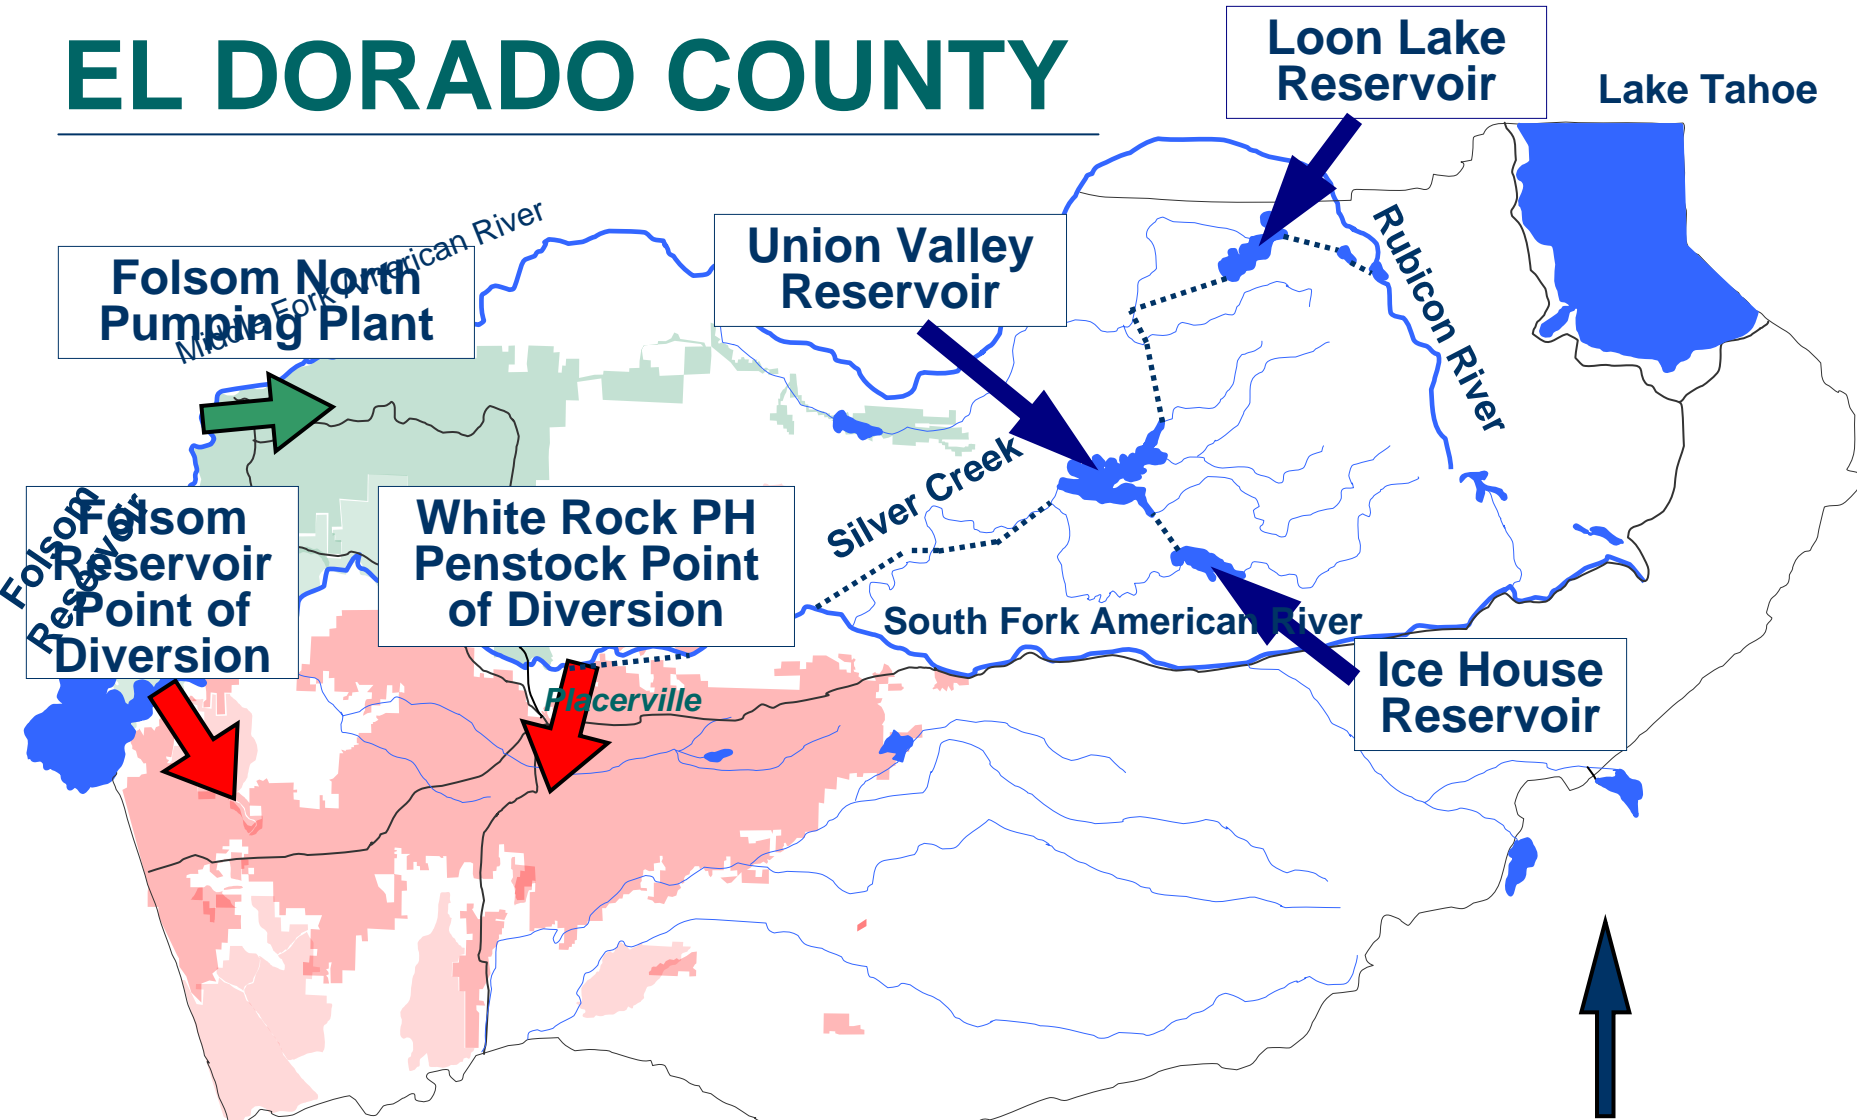 EL DORADO COUNTY
Loon Lake
Reservoir
Lake Tahoe
Middle Fork American River
Folsom North
Pumping Plant
Union Valley
Reservoir
Rubicon River
Silver Creek
Folsom
Reservoir
Folsom
Reservoir
Point of
Diversion
White Rock PH
Penstock Point
of Diversion
South Fork American River
Ice House
Reservoir
Placerville